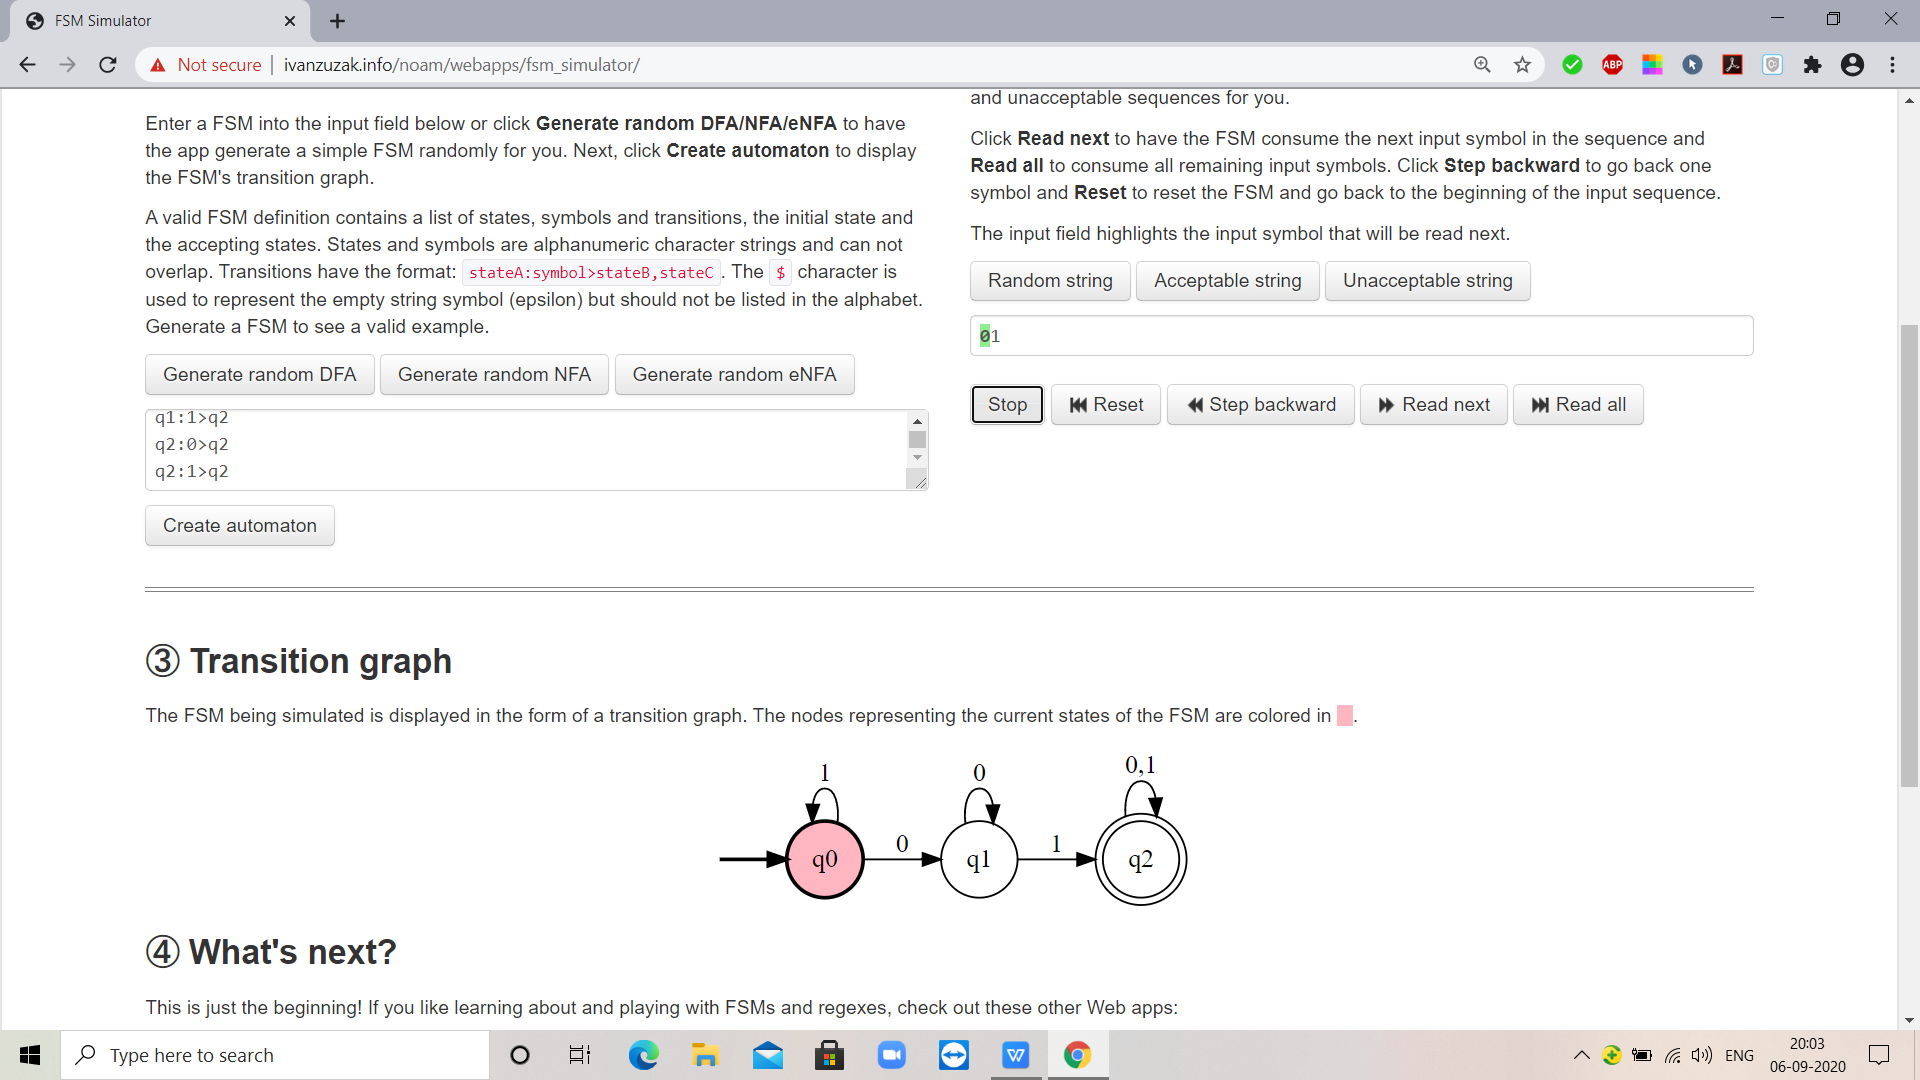 FSM Simulator
Not secure | ivanzuzak.info/noam/webapps/fsm_simulator/
ABP
Enter a FSM into the input field below or click Generate random DFA/NFA/eNFA to have
the app generate a simple FSM randomly for you. Next, click Create automaton to display
the FSM's transition graph.
A valid FSM definition contains a list of states, symbols and transitions, the initial state and
the accepting states. States and symbols are alphanumeric character strings and can not
overlap. Transitions have the format: stateA:symbol>stateB,stateC . The $ character is
used to represent the empty string symbol (epsilon) but should not be listed in the alphabet.
Generate a FSM to see a valid example.
Generate random DFA Generate random NFA Generate random eNFA
q1:1>q2
q2:0>q2
q2:1>q2
Create automaton
and unacceptable sequences for you.
Click Read next to have the FSM consume the next input symbol in the sequence and
Read all to consume all remaining input symbols. Click Step backward to go back one
symbol and Reset to reset the FSM and go back to the beginning of the input sequence.
The input field highlights the input symbol that will be read next.
Random string Acceptable string Unacceptable string
01
Stop Reset Step backward Read next Read all
③ Transition graph
The FSM being simulated is displayed in the form of a transition graph. The nodes representing the current states of the FSM are colored in .
1 0 0,1
0 1
q0 q1 q2
④ What's next?
This is just the beginning! If you like learning about and playing with FSMs and regexes, check out these other Web apps:
Type here to search
W
ENG
20:03
06-09-2020